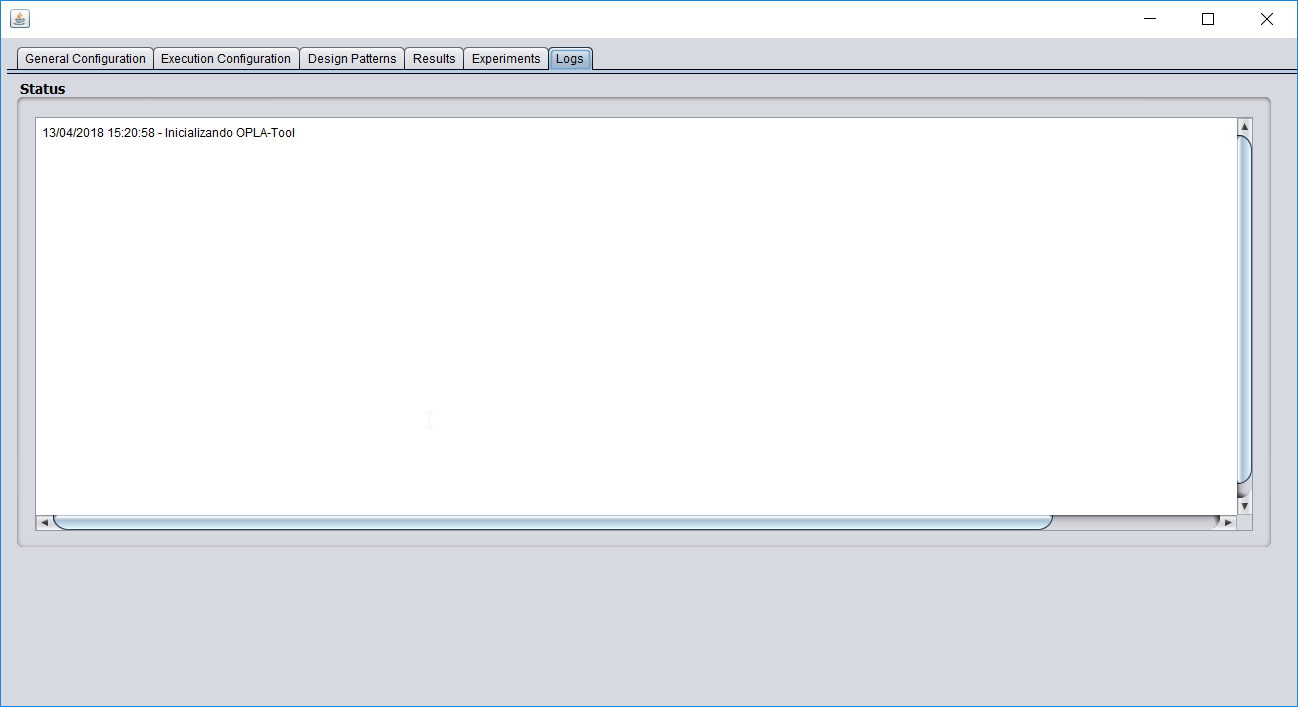 General Configuration Execution Configuration Design Patterns Results Experiments Logs
Status
13/04/2018 15:20:58 - Inicializando OPLA-Tool